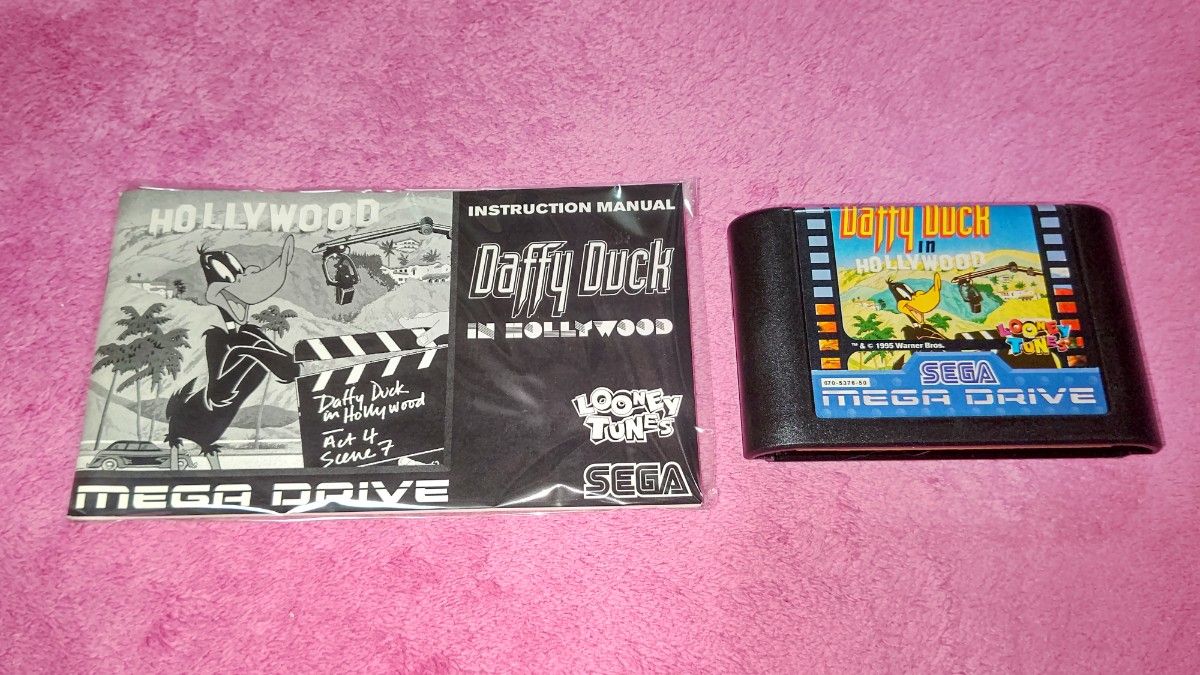 HOLLYWOOD
Daffy Duck
in Hollywood
Act 4
Scene 7
MEGA DRIVE
INSTRUCTION MANUAL
Daffy Duck
IN HOLLYWOOD
LOONEY
TUNES
SEGA
Daffy Duck
in
HOLLYWOOD
LOONEY
TUNES
™ & © 1995 Warner Bros.
670-5376-50
SEGA
MEGA DRIVE